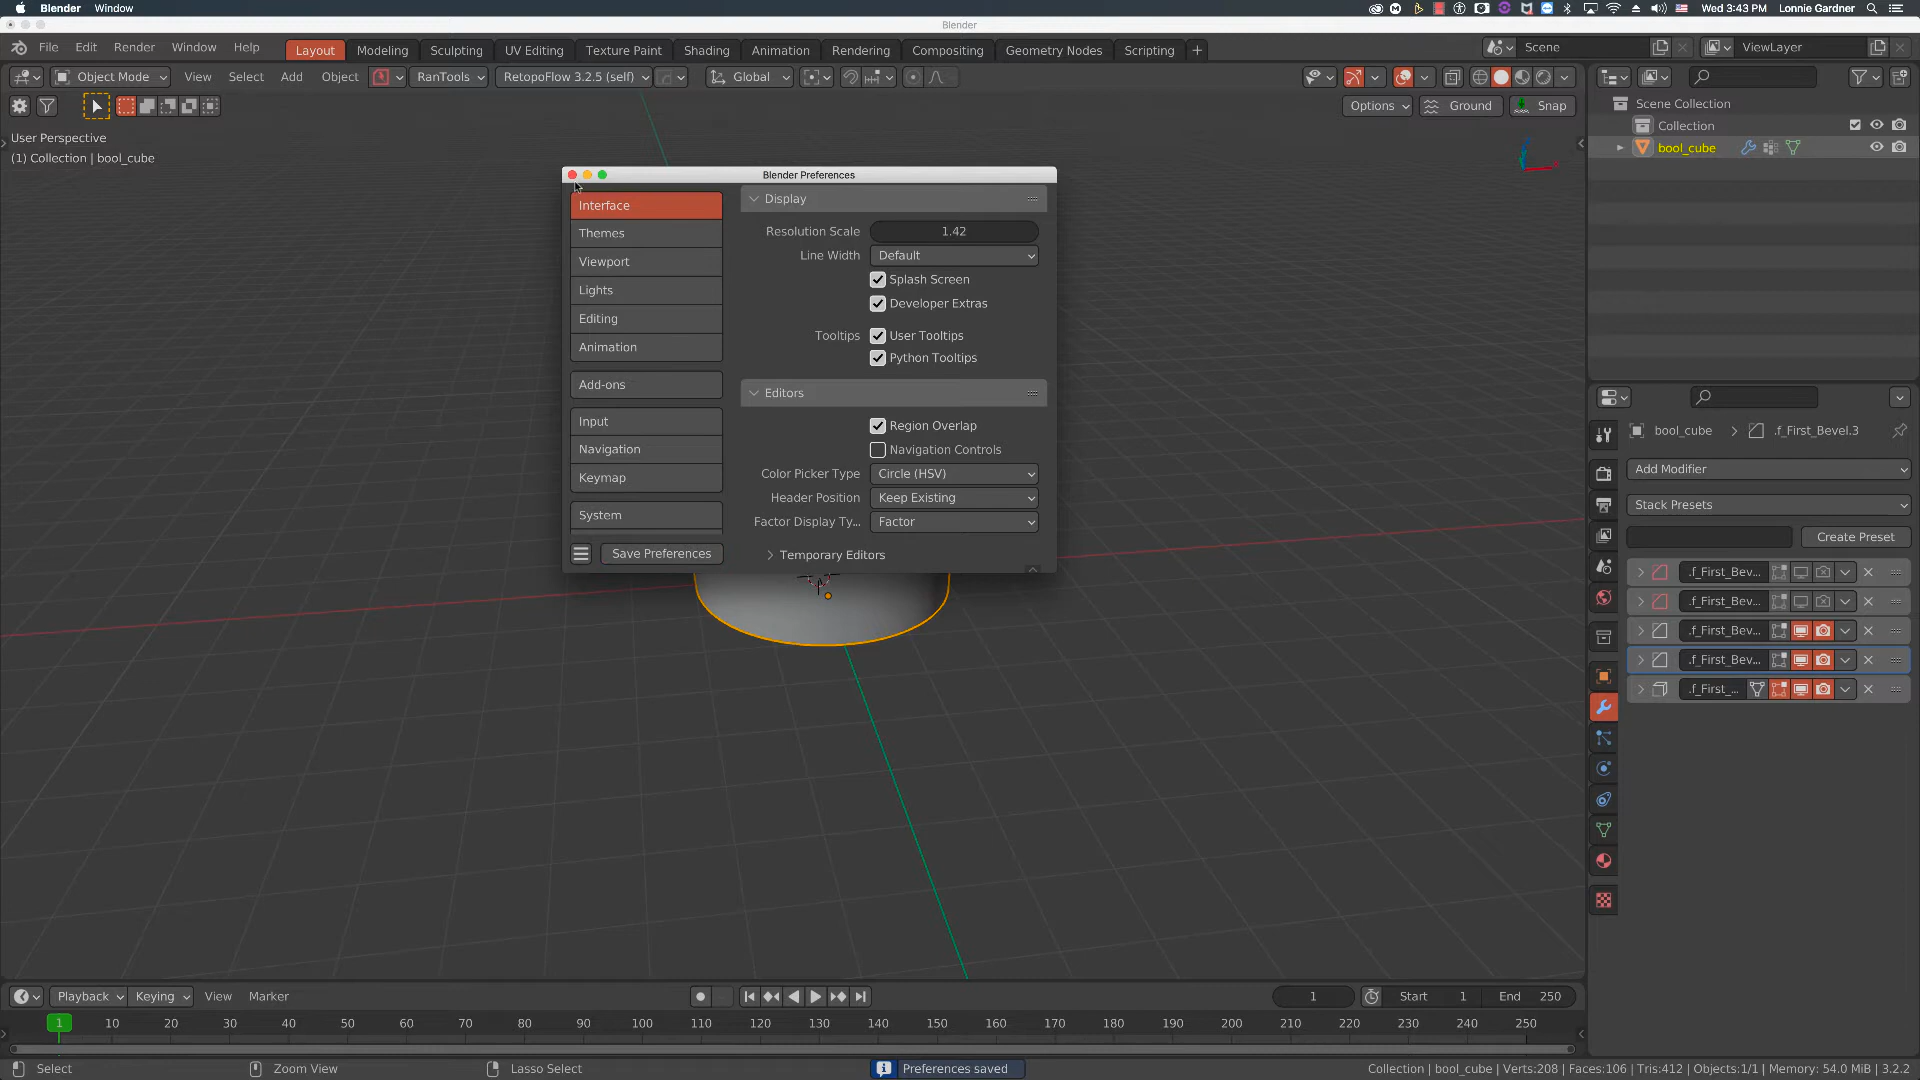 Blender Window Wed 3:43 PM Lonnie Gardner
Blender
File Edit Render Window Help Layout Modeling Sculpting UV Editing Texture Paint Shading Animation Rendering Compositing Geometry Nodes Scripting + Scene ViewLayer
Object Mode View Select Add Object RanTools RetopoFlow 3.2.5 (self) Global
Options Ground Snap
User Perspective
(1) Collection | bool_cube
Scene Collection
Collection
bool_cube
Blender Preferences
Interface
Themes
Viewport
Lights
Editing
Animation
Add-ons
Input
Navigation
Keymap
System
Save Preferences
Display
Resolution Scale 1.42
Line Width Default
Splash Screen
Developer Extras
Tooltips User Tooltips
Python Tooltips
Editors
Region Overlap
Navigation Controls
Color Picker Type Circle (HSV)
Header Position Keep Existing
Factor Display Ty... Factor
Temporary Editors
bool_cube .f_First_Bevel.3
Add Modifier
Stack Presets
Create Preset
.f_First_Bev...
.f_First_Bev...
.f_First_Bev...
.f_First_Bev...
.f_First_...
Playback Keying View Marker 1 Start 1 End 250
1 10 20 30 40 50 60 70 80 90 100 110 120 130 140 150 160 170 180 190 200 210 220 230 240 250
Select Zoom View Lasso Select Preferences saved Collection | bool_cube | Verts:208 | Faces:106 | Tris:412 | Objects:1/1 | Memory: 54.0 MiB | 3.2.2